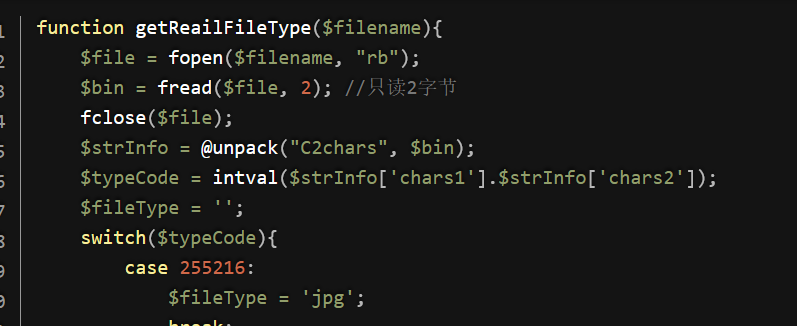 1 function getReailFileType($filename){
2 $file = fopen($filename, "rb");
3 $bin = fread($file, 2); //只读2字节
4 fclose($file);
5 $strInfo = @unpack("C2chars", $bin);
6 $typeCode = intval($strInfo['chars1'].$strInfo['chars2']);
7 $fileType = '';
8 switch($typeCode){
9 case 255216:
0 $fileType = 'jpg';
break;